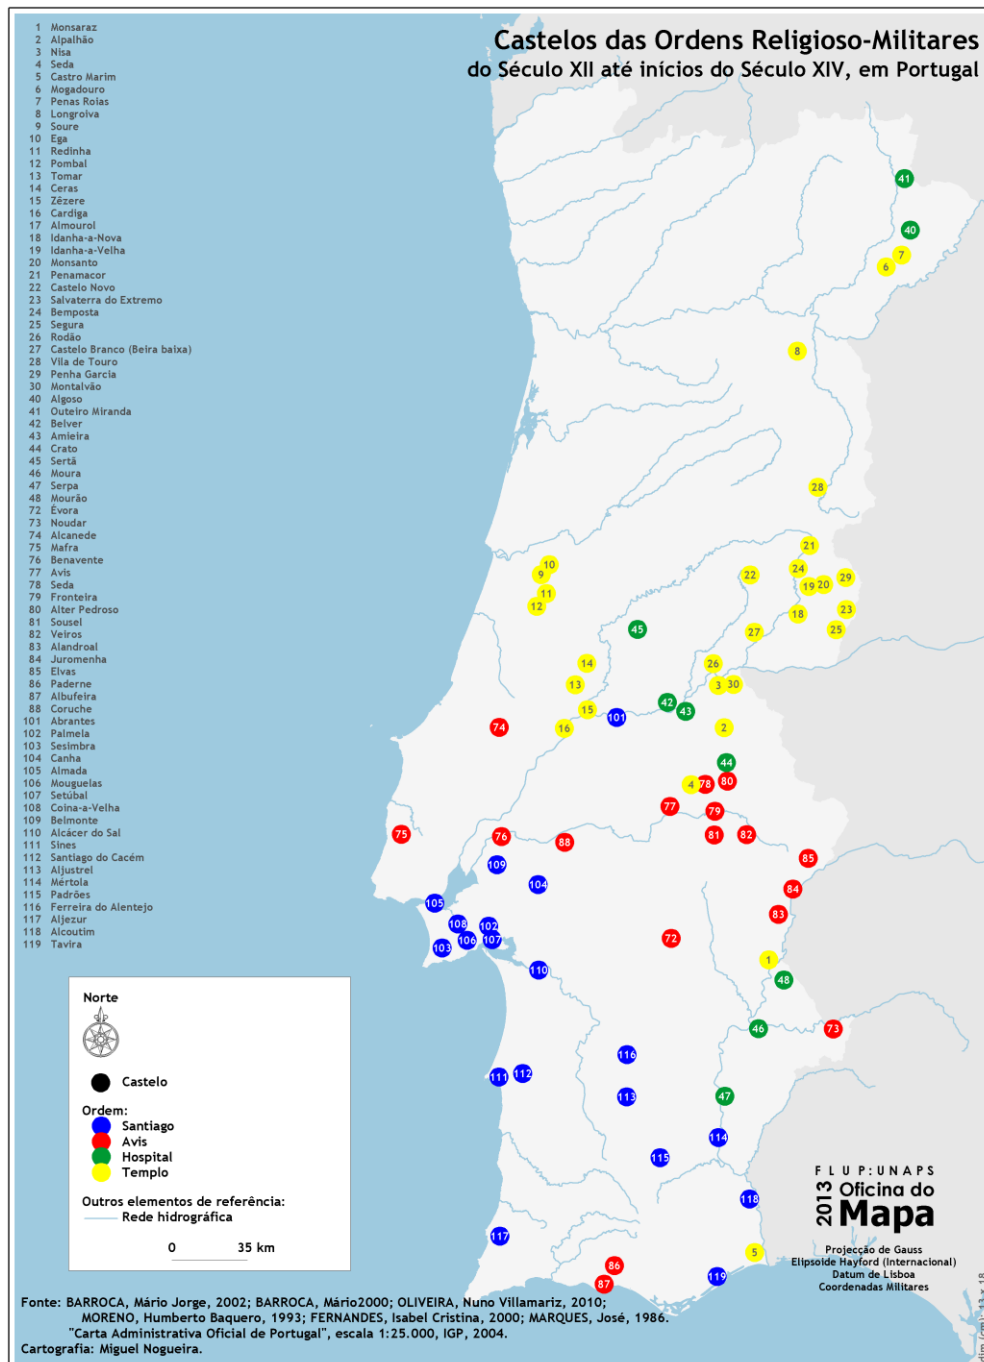 Castelos das Ordens Religioso-Militares
do Século XII até inícios do Século XIV, em Portugal
1 Monsaraz
2 Alpalhão
3 Nisa
4 Seda
5 Castro Marim
6 Mogadouro
7 Penas Roias
8 Longroiva
9 Soure
10 Ega
11 Redinha
12 Pombal
13 Tomar
14 Ceras
15 Zêzere
16 Cardiga
17 Almourol
18 Idanha-a-Nova
19 Idanha-a-Velha
20 Monsanto
21 Penamacor
22 Castelo Novo
23 Salvaterra do Extremo
24 Bemposta
25 Segura
26 Rodão
27 Castelo Branco (Beira baixa)
28 Vila de Touro
29 Penha Garcia
30 Montalvão
40 Algoso
41 Outeiro Miranda
42 Belver
43 Amieira
44 Crato
45 Sertã
46 Moura
47 Serpa
48 Mourão
72 Évora
73 Noudar
74 Alcanede
75 Mafra
76 Benavente
77 Avis
78 Seda
79 Fronteira
80 Alter Pedroso
81 Sousel
82 Veiros
83 Alandroal
84 Juromenha
85 Elvas
86 Paderne
87 Albufeira
88 Coruche
101 Abrantes
102 Palmela
103 Sesimbra
104 Canha
105 Almada
106 Mouguelas
107 Setúbal
108 Coina-a-Velha
109 Belmonte
110 Alcácer do Sal
111 Sines
112 Santiago do Cacém
113 Aljustrel
114 Mértola
115 Padrões
116 Ferreira do Alentejo
117 Aljezur
118 Alcoutim
119 Tavira
41
40
7
6
8
28
21
10
9
24
22
29
20
19
11
12
23
18
45
25
27
14
26
13
3
30
42
15
43
101
16
74
2
44
80
78
4
77
79
75
76
81
82
88
85
109
104
84
105
83
108
102
106
107
72
103
1
110
48
46
73
116
112
111
113
47
114
115
118
117
5
86
119
87
Norte
Castelo
Ordem:
Santiago
Avis
Hospital
Templo
Outros elementos de referência:
Rede hidrográfica
0 35 km
FLUP:UNAPS
2013 Oficina do
Mapa
Projecção de Gauss
Elipsoide Hayford (Internacional)
Datum de Lisboa
Coordenadas Militares
dim (cm): 13 x 18
Fonte: BARROCA, Mário Jorge, 2002; BARROCA, Mário2000; OLIVEIRA, Nuno Villamariz, 2010;
MORENO, Humberto Baquero, 1993; FERNANDES, Isabel Cristina, 2000; MARQUES, José, 1986.
"Carta Administrativa Oficial de Portugal", escala 1:25.000, IGP, 2004.
Cartografia: Miguel Nogueira.